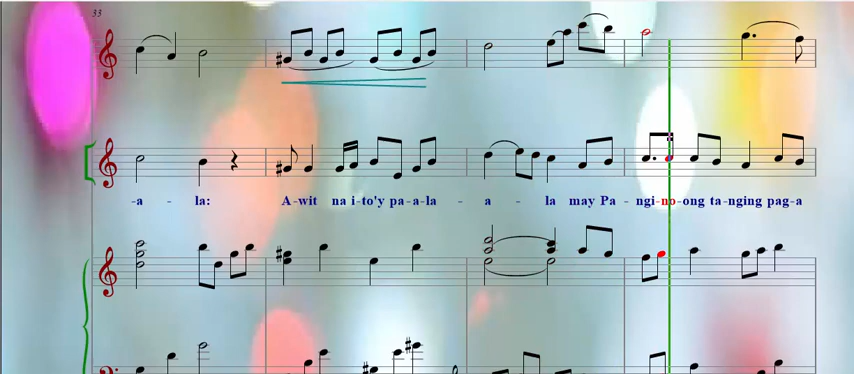 33
-a - la: A-wit na i-to'y pa-a-la - a - la may Pa - ngi-no-ong ta-nging pag-a